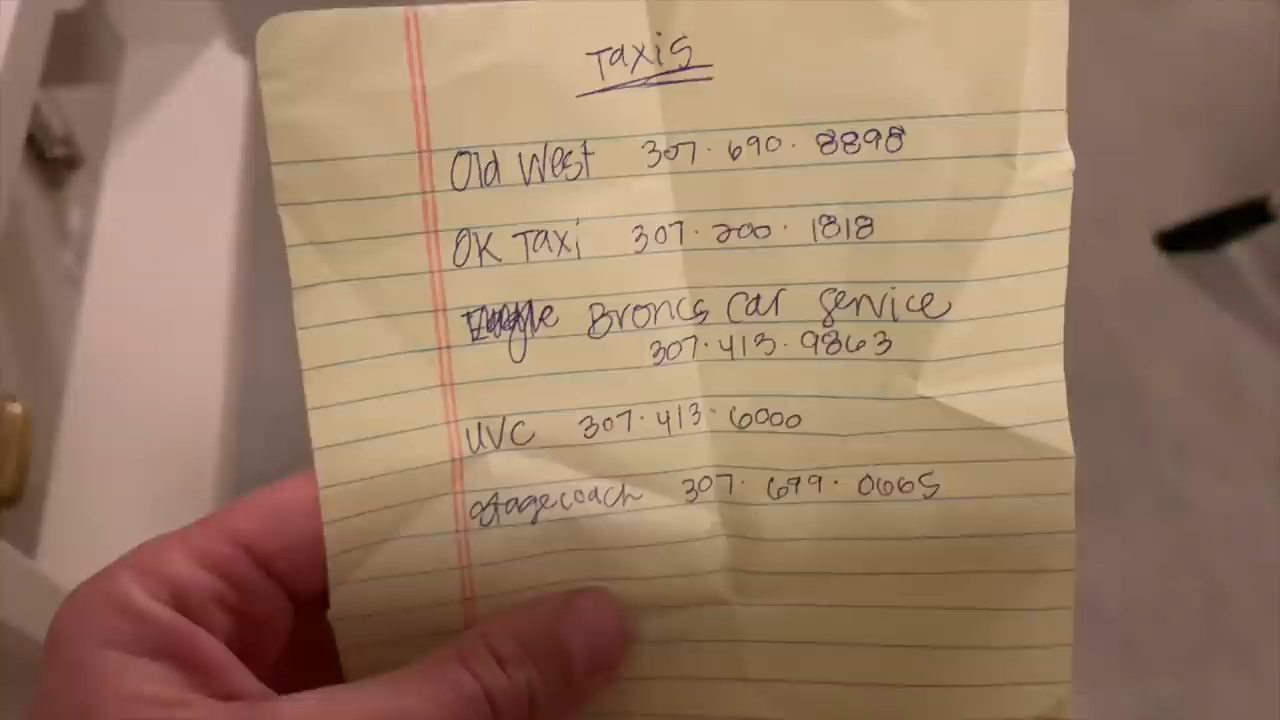 Taxis
Old West 307.690.8898
OK Taxi 307.200.1818
Broncs Car Service
307.413.9863
UVC 307.413.6000
Stagecoach 307.699.0665